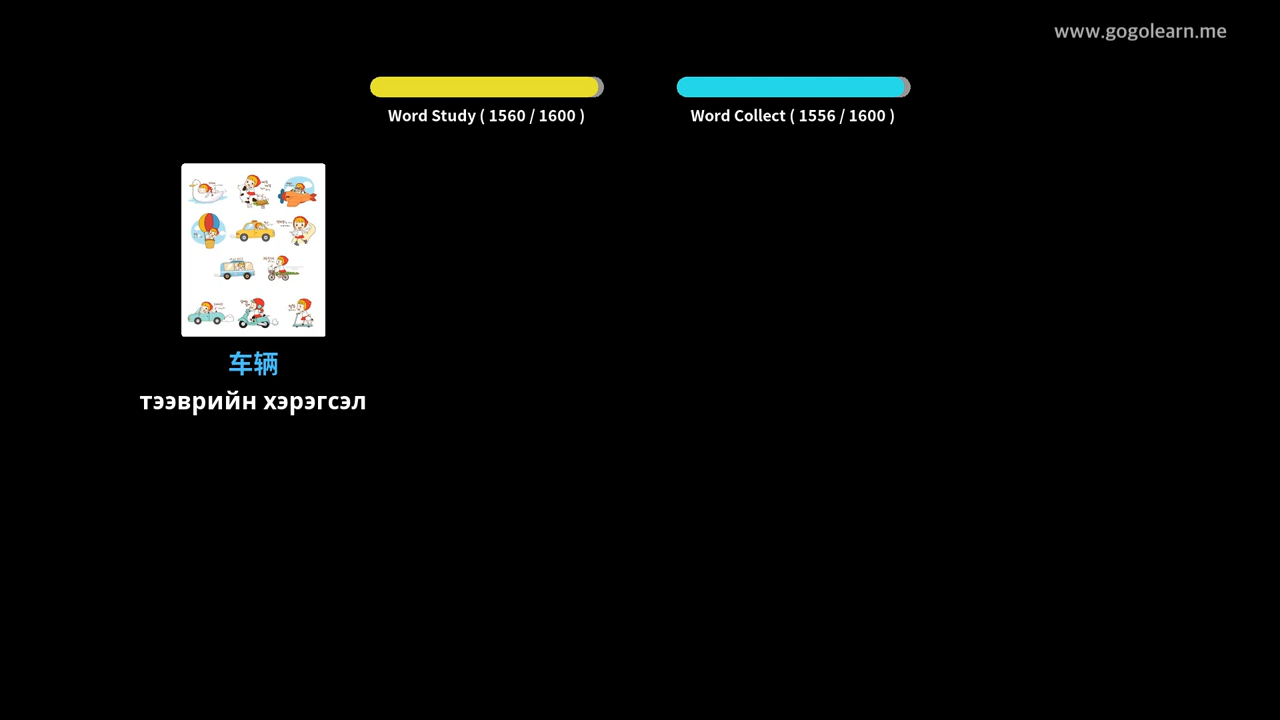 www.gogolearn.me
Word Study ( 1560 / 1600 )
Word Collect ( 1556 / 1600 )
车辆
тээврийн хэрэгсэл